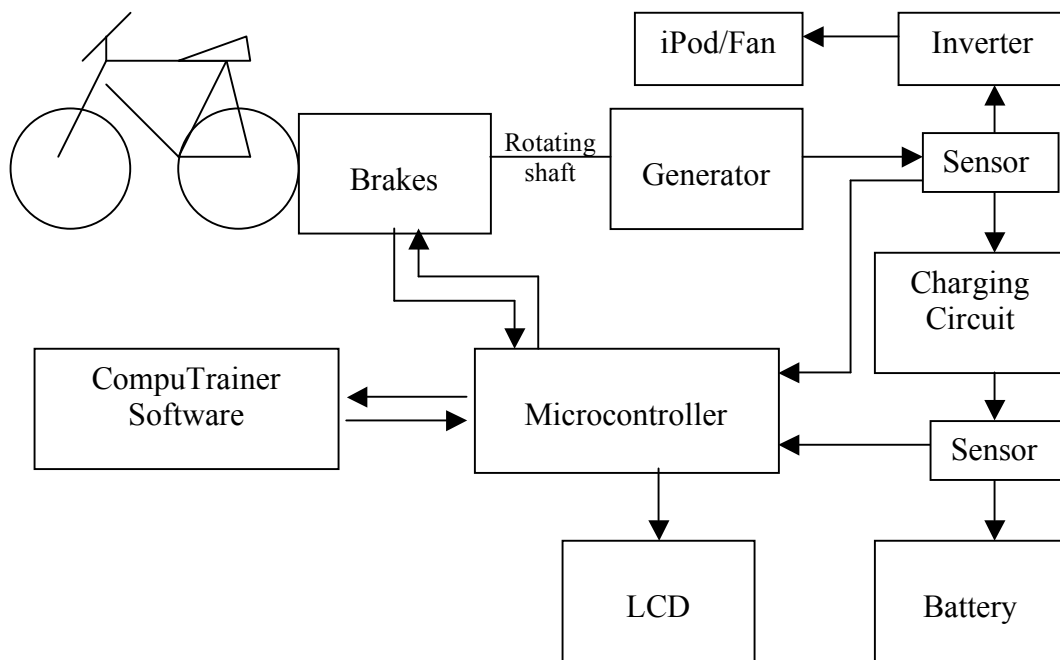 iPod/Fan
Inverter
Rotating
shaft
Brakes
Generator
Sensor
Charging
Circuit
CompuTrainer
Software
Microcontroller
Sensor
LCD
Battery